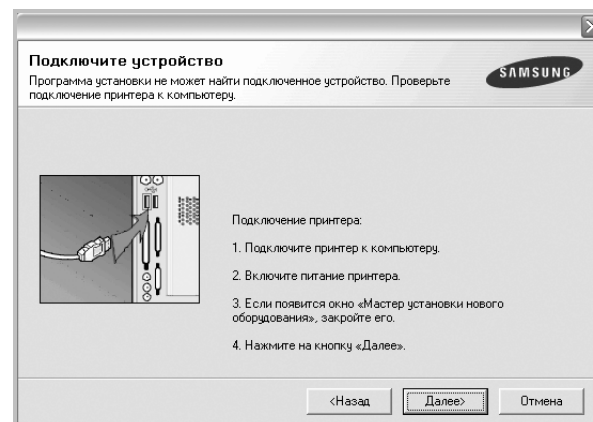 Подключите устройство
Программа установки не может найти подключенное устройство. Проверьте
подключение принтера к компьютеру.
SAMSUNG
Подключение принтера:
1. Подключите принтер к компьютеру.
2. Включите питание принтера.
3. Если появится окно «Мастер установки нового
оборудования», закройте его.
4. Нажмите на кнопку «Далее».
<Назад Далее> Отмена